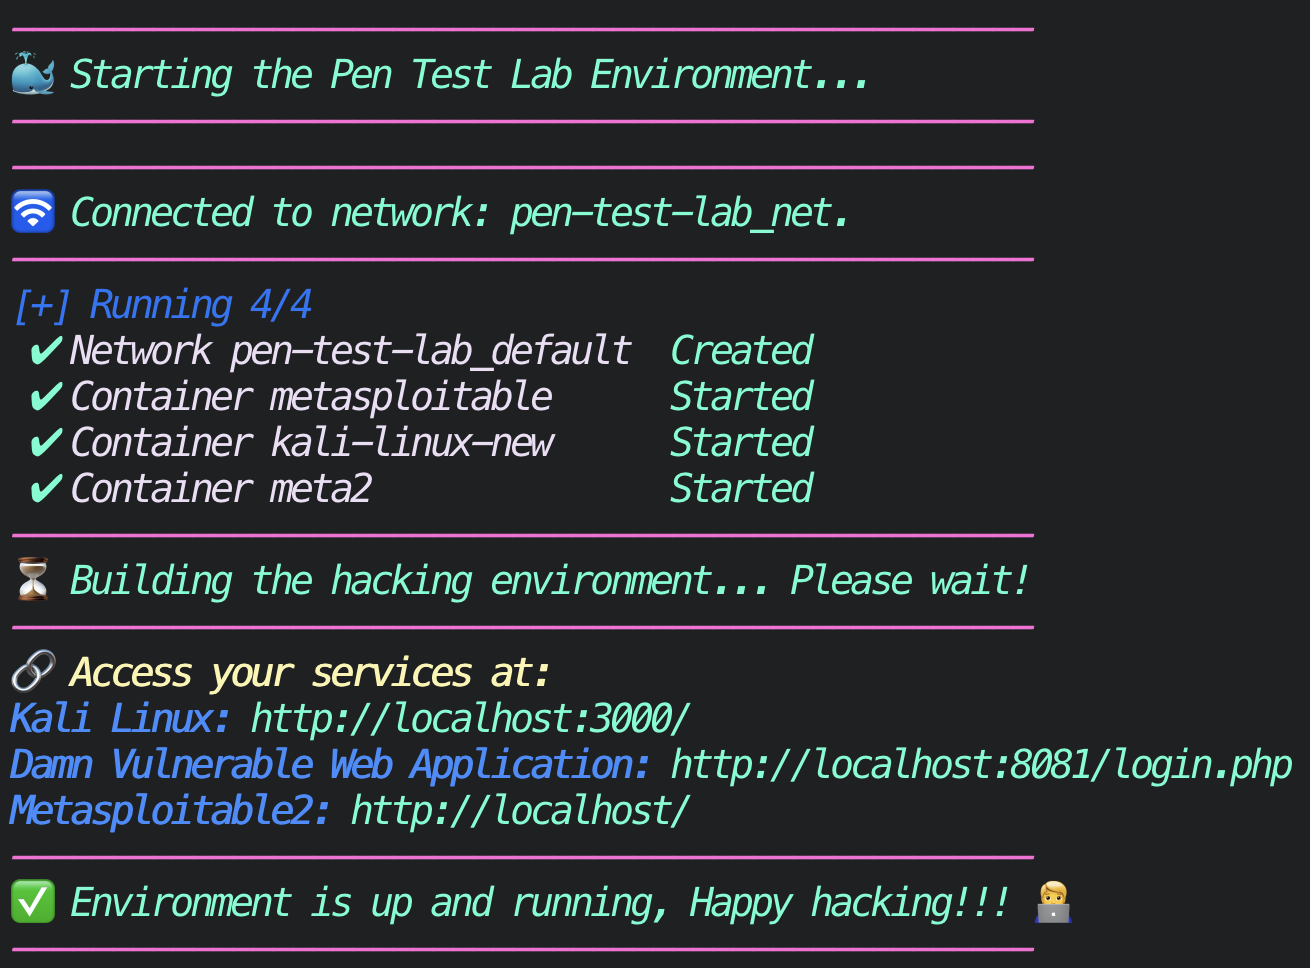 Starting the Pen Test Lab Environment...
Connected to network: pen-test-lab_net.
[+] Running 4/4
✔ Network pen-test-lab_default Created
✔ Container metasploitable Started
✔ Container kali-linux-new Started
✔ Container meta2 Started
Building the hacking environment... Please wait!
Access your services at:
Kali Linux: http://localhost:3000/
Damn Vulnerable Web Application: http://localhost:8081/login.php
Metasploitable2: http://localhost/
Environment is up and running, Happy hacking!!!